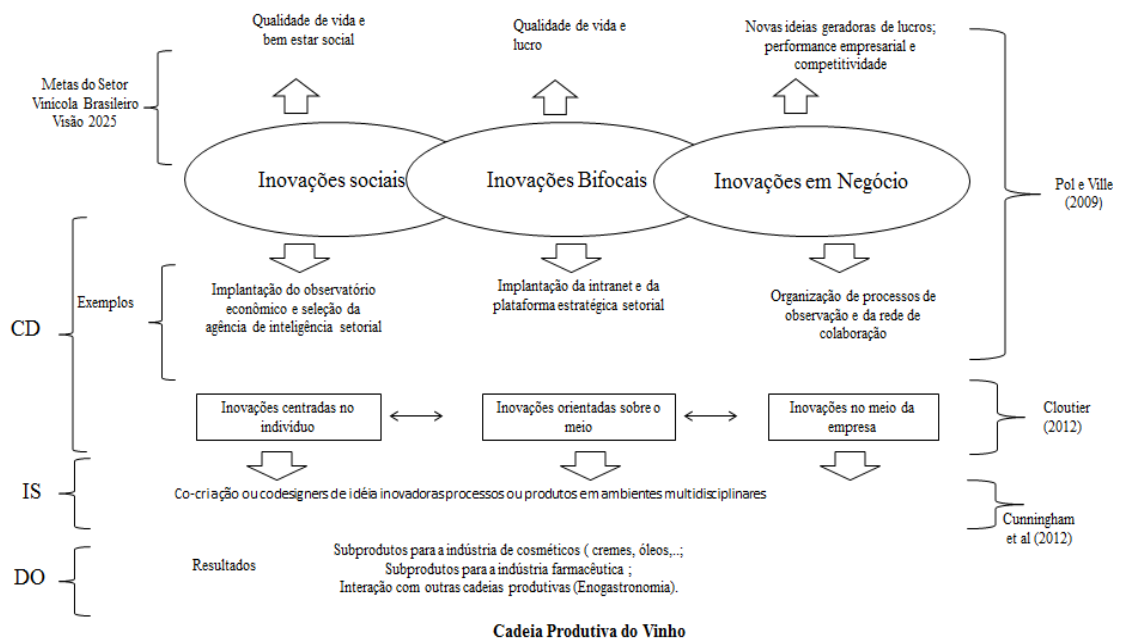 Qualidade de vida e
bem estar social
Qualidade de vida e
lucro
Novas ideias geradoras de lucros;
performance empresarial e
competitividade
Metas do Setor
Vinicola Brasileiro
Visão 2025
Inovações sociais
Inovações Bifocais
Inovações em Negócio
Pol e Ville
(2009)
CD
Exemplos
Implantação do observatório
econômico e seleção da
agência de inteligência setorial
Implantação da intranet e da
plataforma estratégica setorial
Organização de processos de
observação e da rede de
colaboração
Inovações centradas no
individuo
Inovações orientadas sobre o
meio
Inovações no meio da
empresa
Cloutier
(2012)
IS
Co-criação ou codesigners de idéia inovadoras processos ou produtos em ambientes multidisciplinares
Cunningham
et al (2012)
DO
Resultados
Subprodutos para a indústria de cosméticos ( cremes, óleos,..;
Subprodutos para a indústria farmacêutica ;
Interação com outras cadeias produtivas (Enogastronomia).
Cadeia Produtiva do Vinho